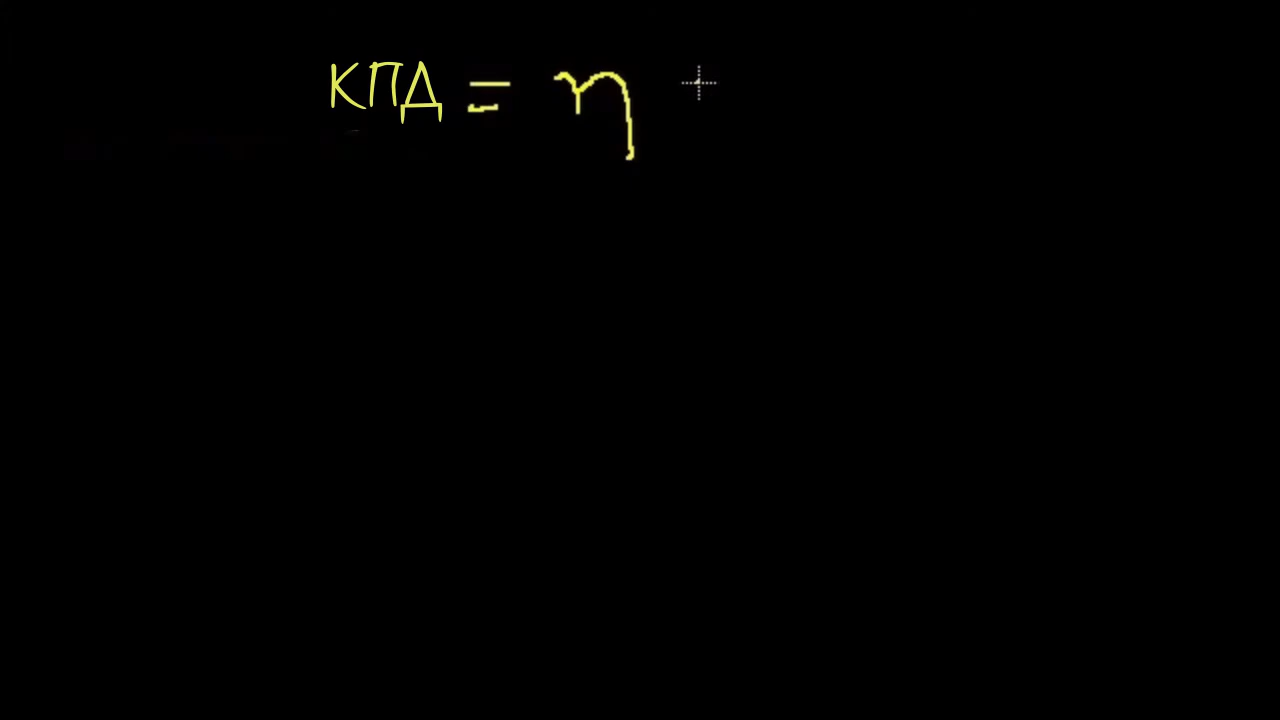 КПД = η